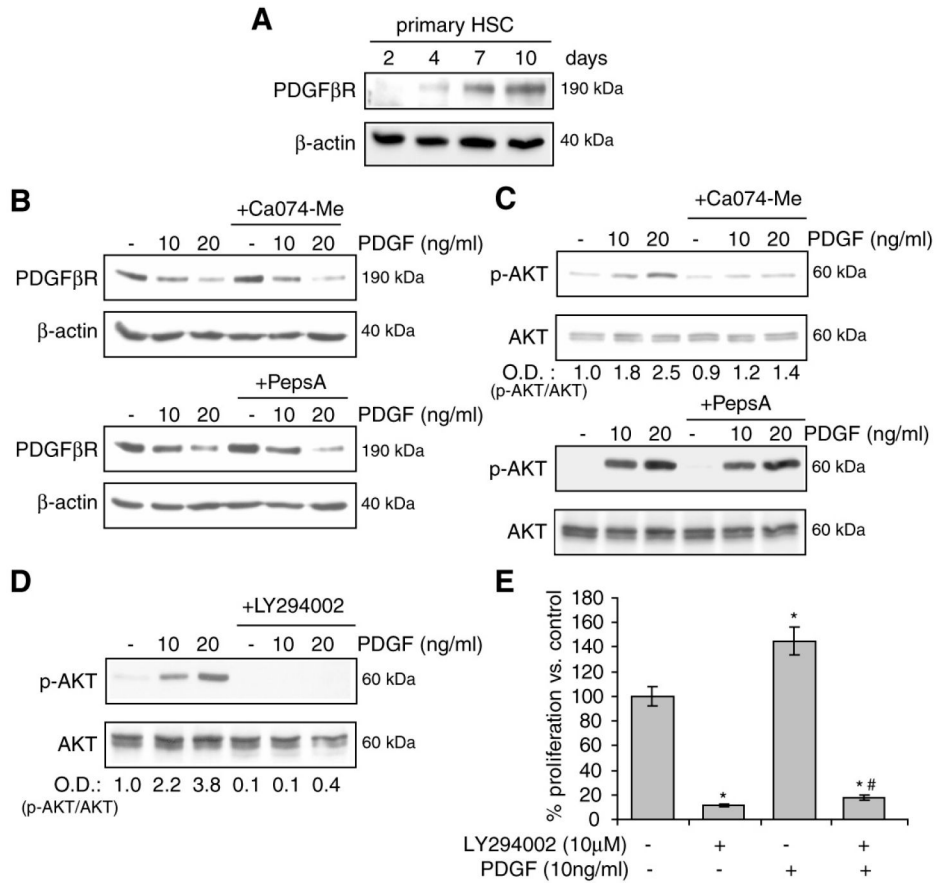 A
primary HSC
2 4 7 10 days
PDGFβR 190 kDa
β-actin 40 kDa
B
+Ca074-Me
- 10 20 - 10 20 PDGF (ng/ml)
PDGFβR 190 kDa
β-actin 40 kDa
+PepsA
- 10 20 - 10 20 PDGF (ng/ml)
PDGFβR 190 kDa
β-actin 40 kDa
C
+Ca074-Me
- 10 20 - 10 20 PDGF (ng/ml)
p-AKT 60 kDa
AKT 60 kDa
O.D. : 1.0 1.8 2.5 0.9 1.2 1.4
(p-AKT/AKT)
+PepsA
- 10 20 - 10 20 PDGF (ng/ml)
p-AKT 60 kDa
AKT 60 kDa
D
+LY294002
- 10 20 - 10 20 PDGF (ng/ml)
p-AKT 60 kDa
AKT 60 kDa
O.D.: 1.0 2.2 3.8 0.1 0.1 0.4
(p-AKT/AKT)
E
% proliferation vs. control
180
160
140
120
100
80
60
40
20
0
*
*
* #
LY294002 (10μM) - + - +
PDGF (10ng/ml) - - + +